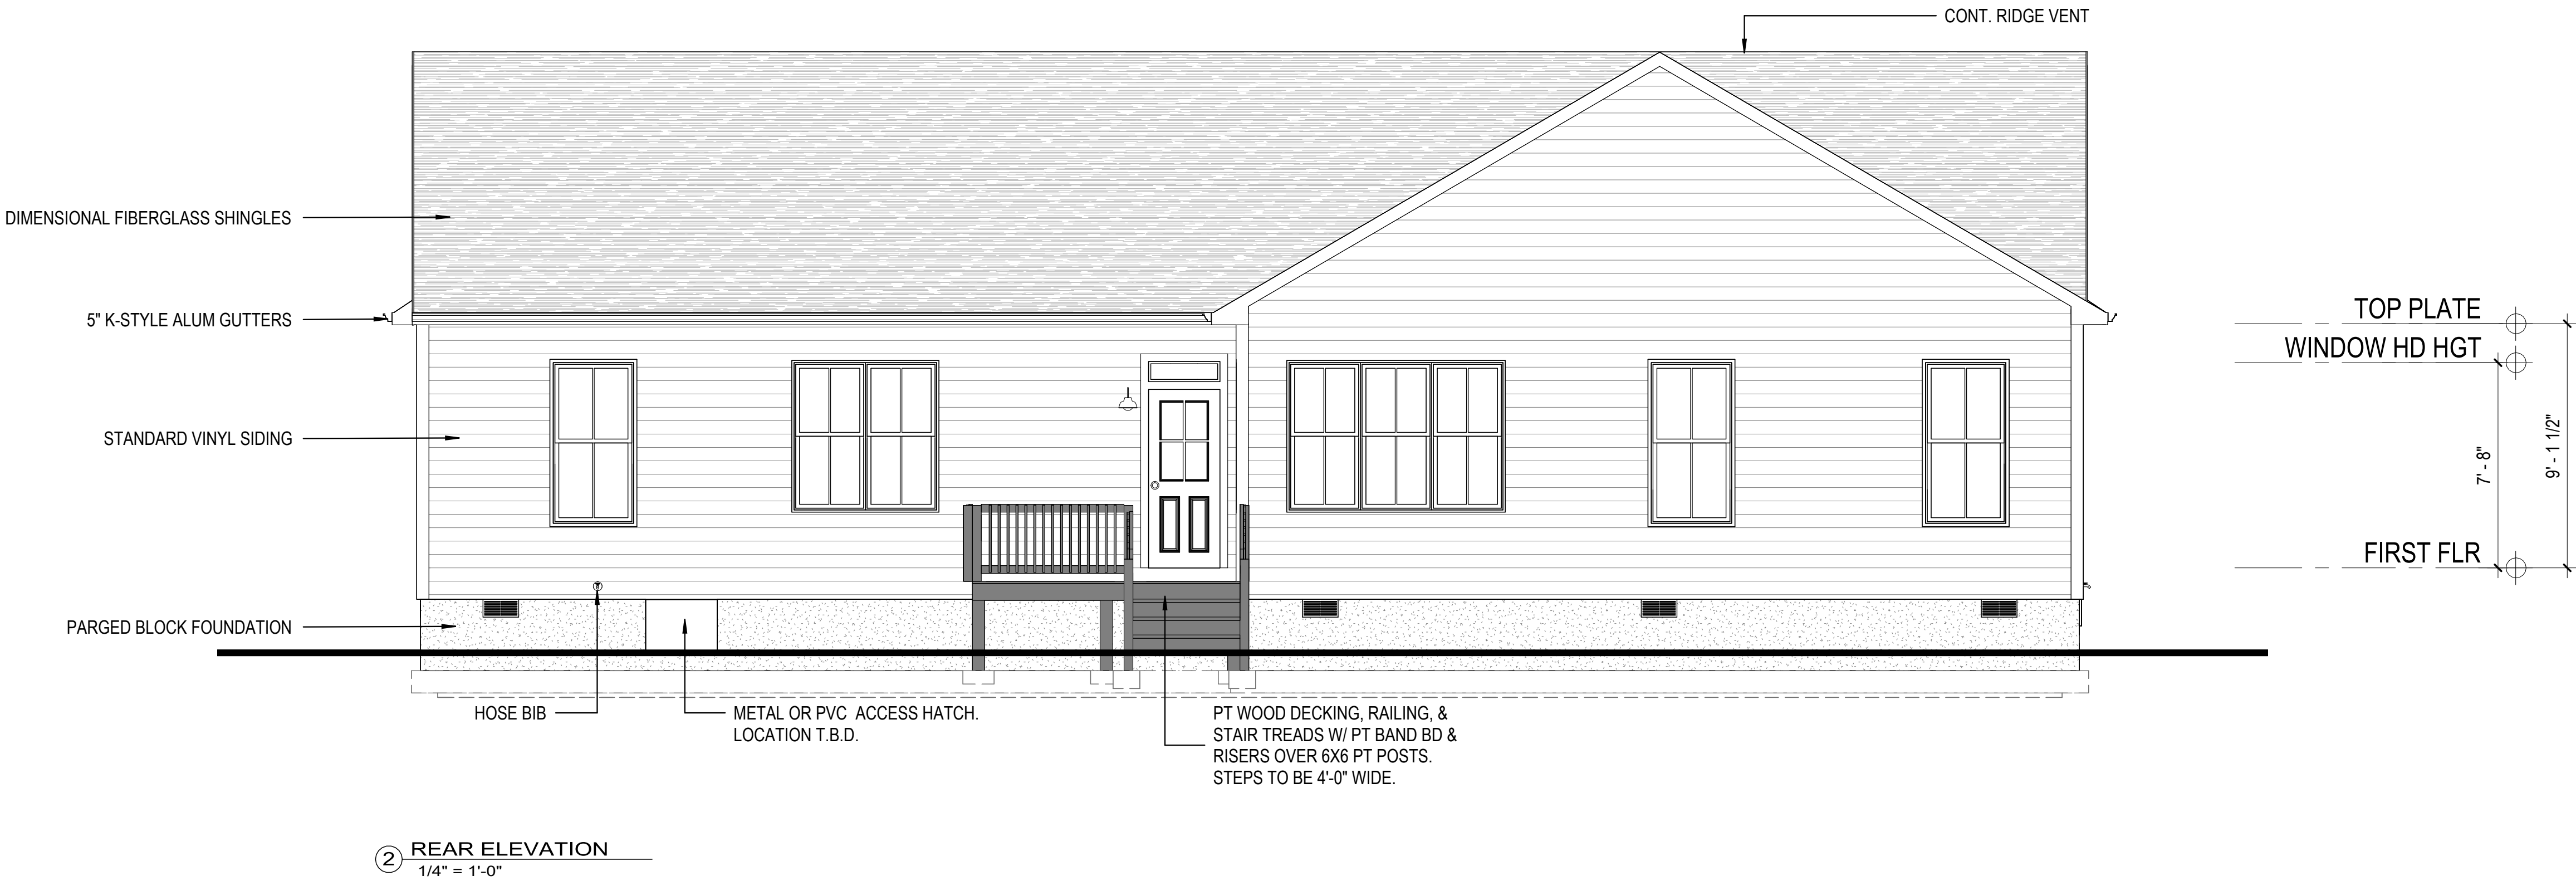 CONT. RIDGE VENT
DIMENSIONAL FIBERGLASS SHINGLES
5" K-STYLE ALUM GUTTERS
TOP PLATE
WINDOW HD HGT
STANDARD VINYL SIDING
7' - 8"
9' - 1 1/2"
FIRST FLR
PARGED BLOCK FOUNDATION
HOSE BIB
METAL OR PVC ACCESS HATCH.
LOCATION T.B.D.
PT WOOD DECKING, RAILING, &
STAIR TREADS W/ PT BAND BD &
RISERS OVER 6X6 PT POSTS.
STEPS TO BE 4'-0" WIDE.
2 REAR ELEVATION
1/4" = 1'-0"